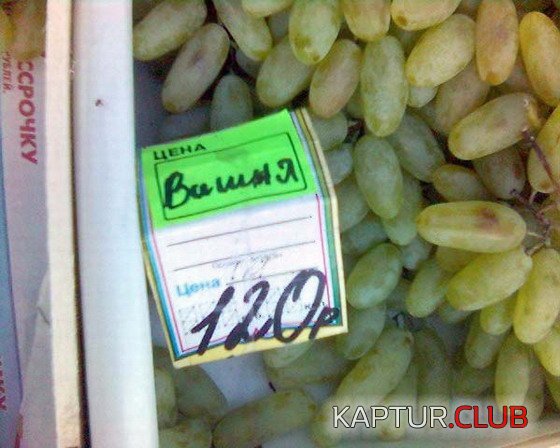 ССРОЧКУ
ЦЕНА
Вишня
Цена
120р
KAPTUR.CLUB